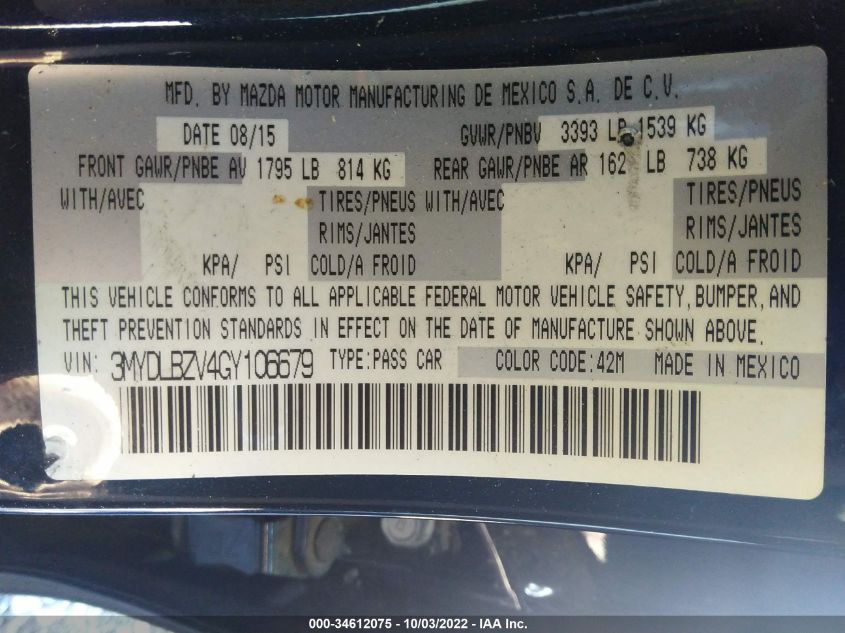 MFD. BY MAZDA MOTOR MANUFACTURING DE MEXICO S.A. DE C.V.
DATE 08/15 GVWR/PNBV 3393 LB 1539 KG
FRONT GAWR/PNBE AV 1795 LB 814 KG REAR GAWR/PNBE AR 162 LB 738 KG
WITH/AVEC TIRES/PNEUS WITH/AVEC TIRES/PNEUS
RIMS/JANTES RIMS/JANTES
KPA/ PSI COLD/A FROID KPA/ PSI COLD/A FROID
THIS VEHICLE CONFORMS TO ALL APPLICABLE FEDERAL MOTOR VEHICLE SAFETY, BUMPER, AND
THEFT PREVENTION STANDARDS IN EFFECT ON THE DATE OF MANUFACTURE SHOWN ABOVE.
VIN: 3MYDLBZV4GY106679 TYPE:PASS CAR COLOR CODE:42M MADE IN MEXICO
000-34612075 - 10/03/2022 - IAA Inc.